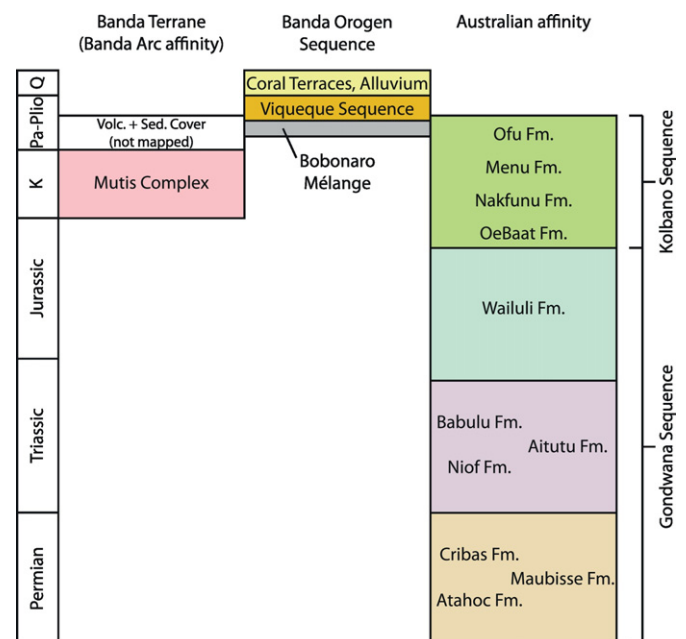 Banda Terrane
(Banda Arc affinity)
Banda Orogen
Sequence
Australian affinity
Q
Pa-Plio
K
Jurassic
Triassic
Permian
Volc. + Sed. Cover
(not mapped)
Mutis Complex
Coral Terraces, Alluvium
Viqueque Sequence
Bobonaro
Mélange
Ofu Fm.
Menu Fm.
Nakfunu Fm.
OeBaat Fm.
Wailuli Fm.
Babulu Fm.
Aitutu Fm.
Niof Fm.
Cribas Fm.
Maubisse Fm.
Atahoc Fm.
Kolbano Sequence
Gondwana Sequence